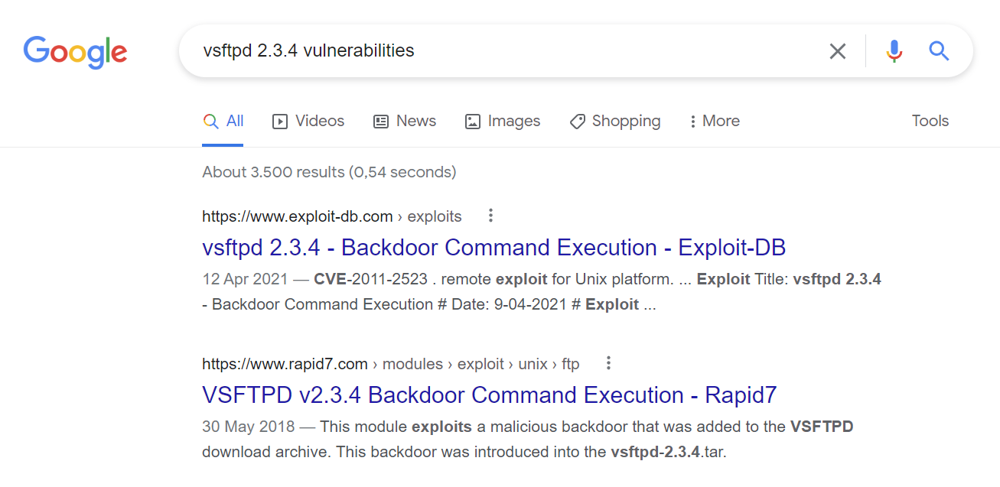 Google
vsftpd 2.3.4 vulnerabilities
All Videos News Images Shopping More Tools
About 3.500 results (0,54 seconds)
https://www.exploit-db.com › exploits
vsftpd 2.3.4 - Backdoor Command Execution - Exploit-DB
12 Apr 2021 — CVE-2011-2523 . remote exploit for Unix platform. ... Exploit Title: vsftpd 2.3.4
- Backdoor Command Execution # Date: 9-04-2021 # Exploit ...
https://www.rapid7.com › modules › exploit › unix › ftp
VSFTPD v2.3.4 Backdoor Command Execution - Rapid7
30 May 2018 — This module exploits a malicious backdoor that was added to the VSFTPD
download archive. This backdoor was introduced into the vsftpd-2.3.4.tar.